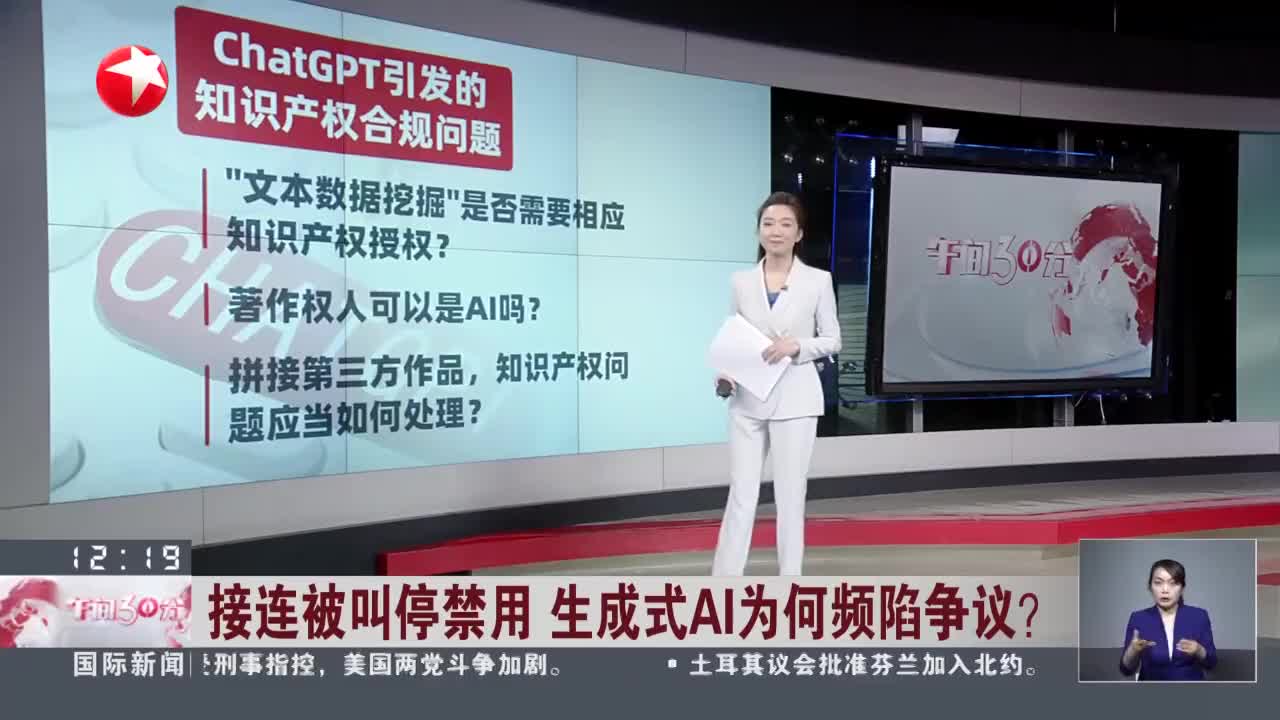 ChatGPT引发的
知识产权合规问题
"文本数据挖掘"是否需要相应
知识产权授权？
著作权人可以是AI吗？
拼接第三方作品，知识产权问
题应当如何处理？
午间30分
12:19
午间30分
接连被叫停禁用 生成式AI为何频陷争议？
国际新闻
刑事指控，美国两党斗争加剧。
▪ 土耳其议会批准芬兰加入北约。